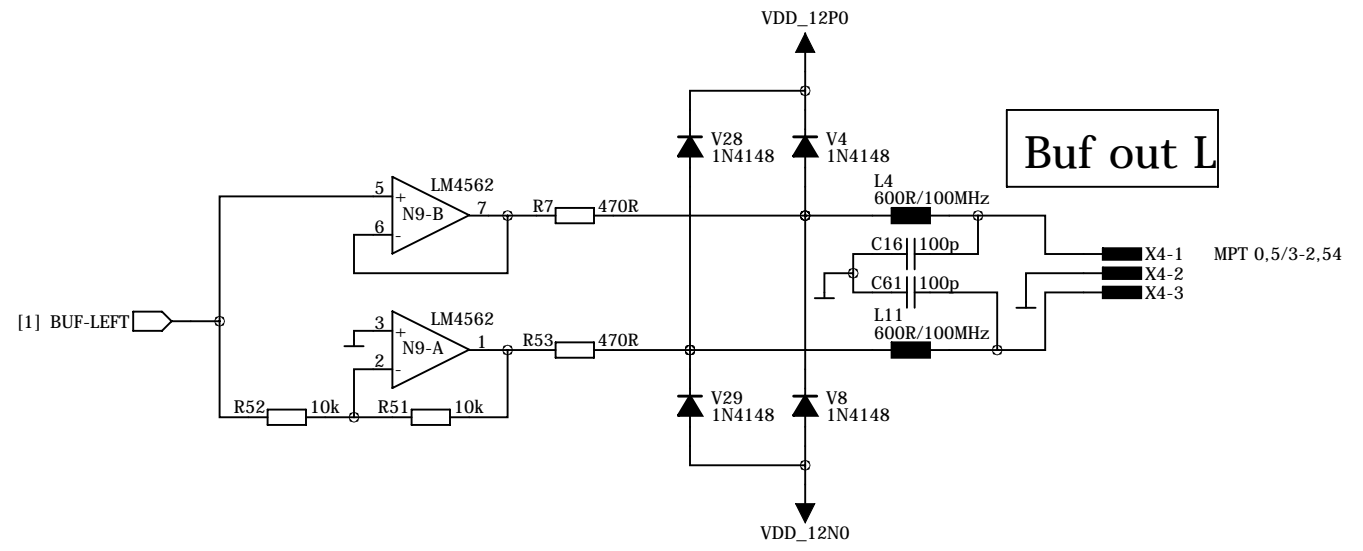 VDD_12P0
V28
1N4148
V4
1N4148
Buf out L
L4
600R/100MHz
LM4562
5
+
N9-B
7
6
-
R7
470R
C16
100p
X4-1
MPT 0,5/3-2,54
X4-2
C61
100p
X4-3
[1] BUF-LEFT
L11
600R/100MHz
LM4562
3
+
N9-A
1
2
-
R53
470R
R52
10k
R51
10k
V29
1N4148
V8
1N4148
VDD_12N0